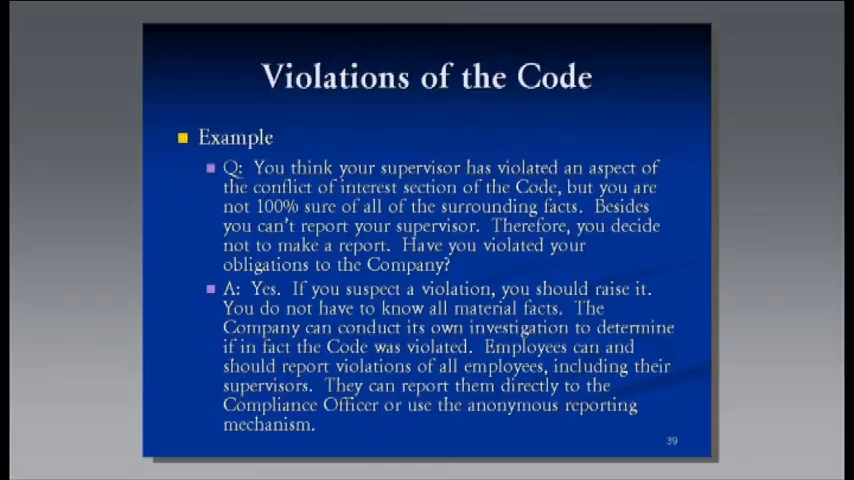 Violations of the Code
Example
Q: You think your supervisor has violated an aspect of
the conflict of interest section of the Code, but you are
not 100% sure of all of the surrounding facts. Besides
you can't report your supervisor. Therefore, you decide
not to make a report. Have you violated your
obligations to the Company?
A: Yes. If you suspect a violation, you should raise it.
You do not have to know all material facts. The
Company can conduct its own investigation to determine
if in fact the Code was violated. Employees can and
should report violations of all employees, including their
supervisors. They can report them directly to the
Compliance Officer or use the anonymous reporting
mechanism.
39